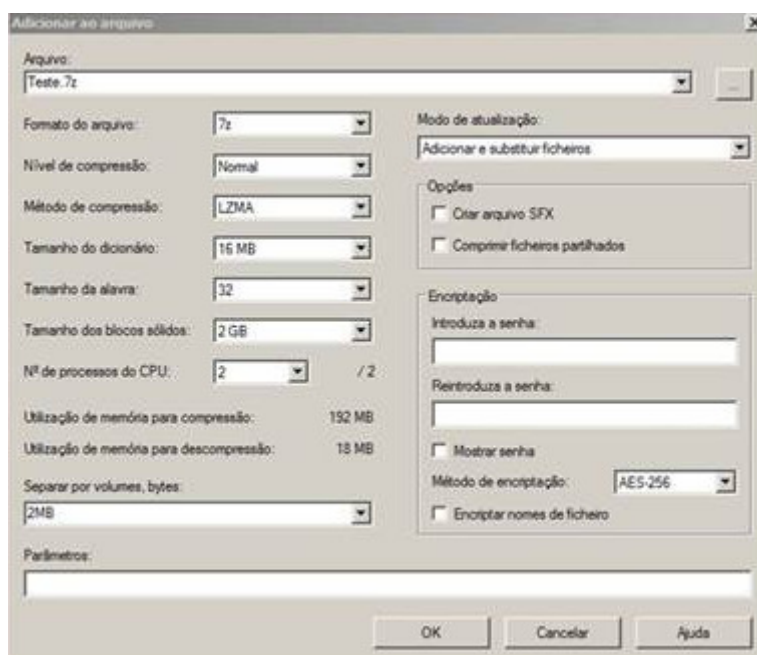 Adicionar ao arquivo
Arquivo:
Teste.7z
...
Formato do arquivo: 7z
Nível de compressão: Normal
Método de compressão: LZMA
Tamanho do dicionário: 16 MB
Tamanho da alavra: 32
Tamanho dos blocos sólidos: 2 GB
Nº de processos do CPU: 2 / 2
Utilização de memória para compressão: 192 MB
Utilização de memória para descompressão: 18 MB
Separar por volumes, bytes:
2MB
Modo de atualização:
Adicionar e substituir ficheiros
Opções
Criar arquivo SFX
Comprimir ficheiros partilhados
Encriptação
Introduza a senha:
Reintroduza a senha:
Mostrar senha
Método de encriptação: AES-256
Encriptar nomes de ficheiro
Parâmetros:
OK Cancelar Ajuda